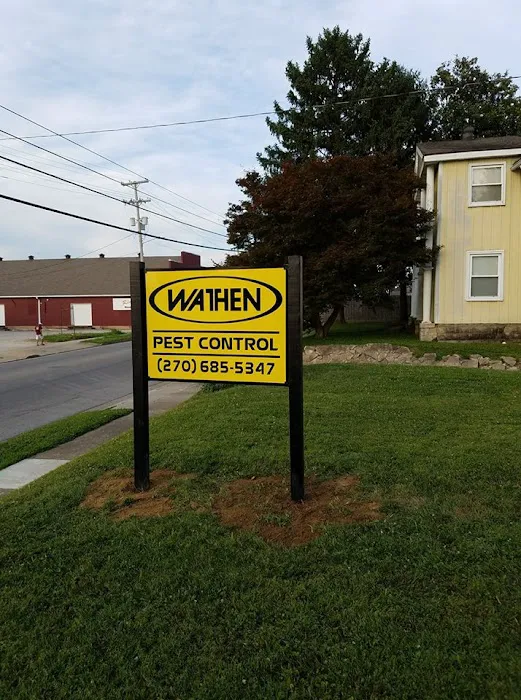 WATHEN
PEST CONTROL
(270) 685-5347